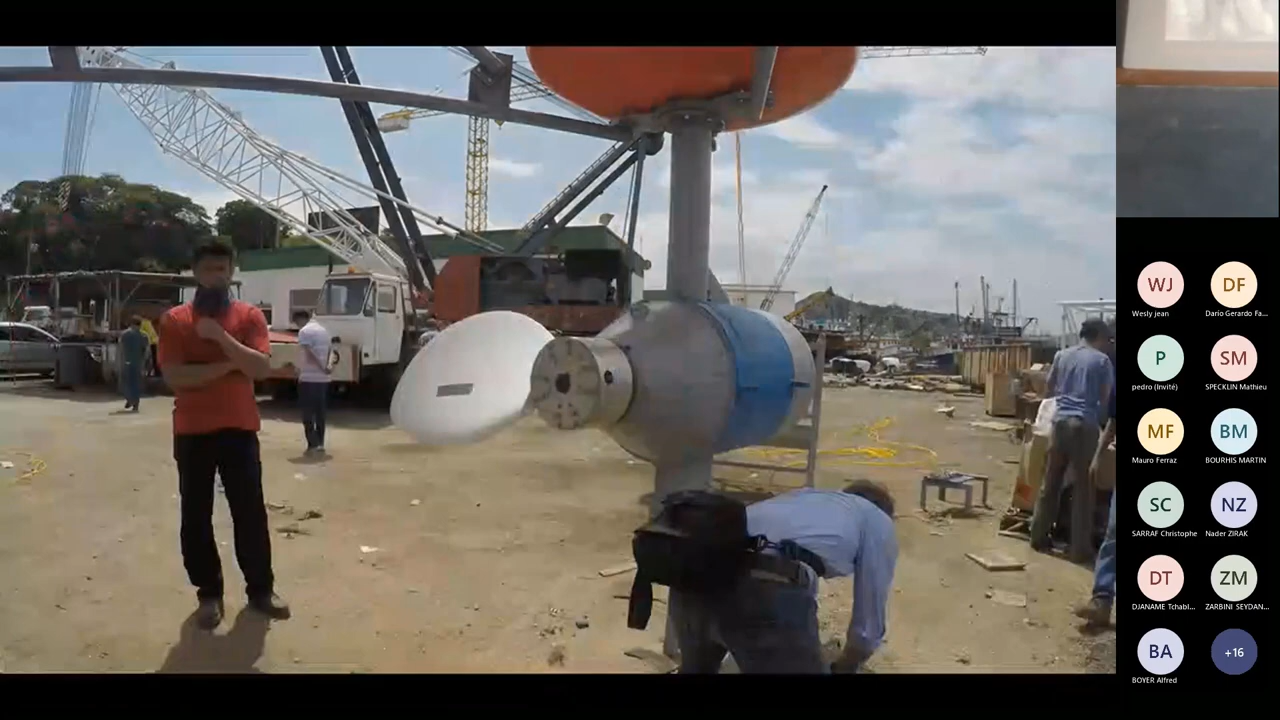 WJ
DF
Wesly jean
Darío Gerardo Fa...
P
SM
pedro (Invité)
SPECKLIN Mathieu
MF
BM
Mauro Ferraz
BOURHIS MARTIN
SC
NZ
SARRAF Christophe
Nader ZIRAK
DT
ZM
DJANAME Tchabl...
ZARBINI SEYDAN...
BA
+16
BOYER Alfred